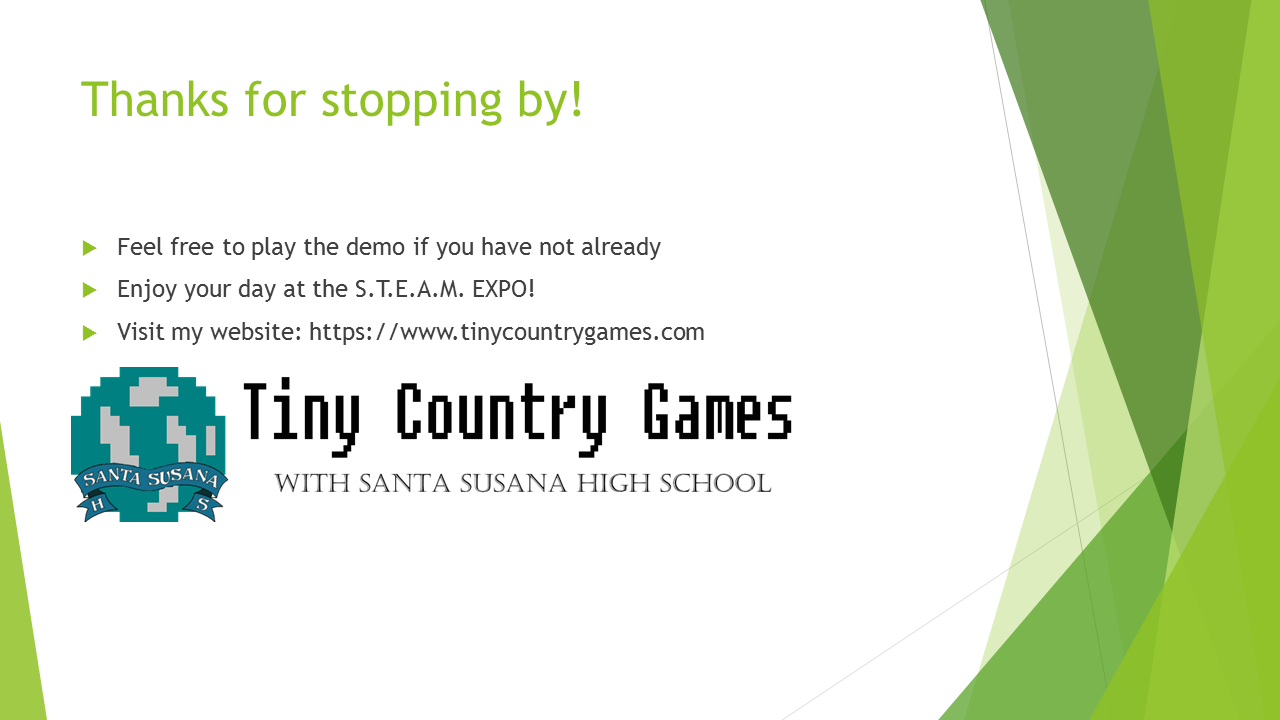 Thanks for stopping by!
Feel free to play the demo if you have not already
Enjoy your day at the S.T.E.A.M. EXPO!
Visit my website: https://www.tinycountrygames.com
Tiny Country Games
WITH SANTA SUSANA HIGH SCHOOL
SANTA SUSANA
H S